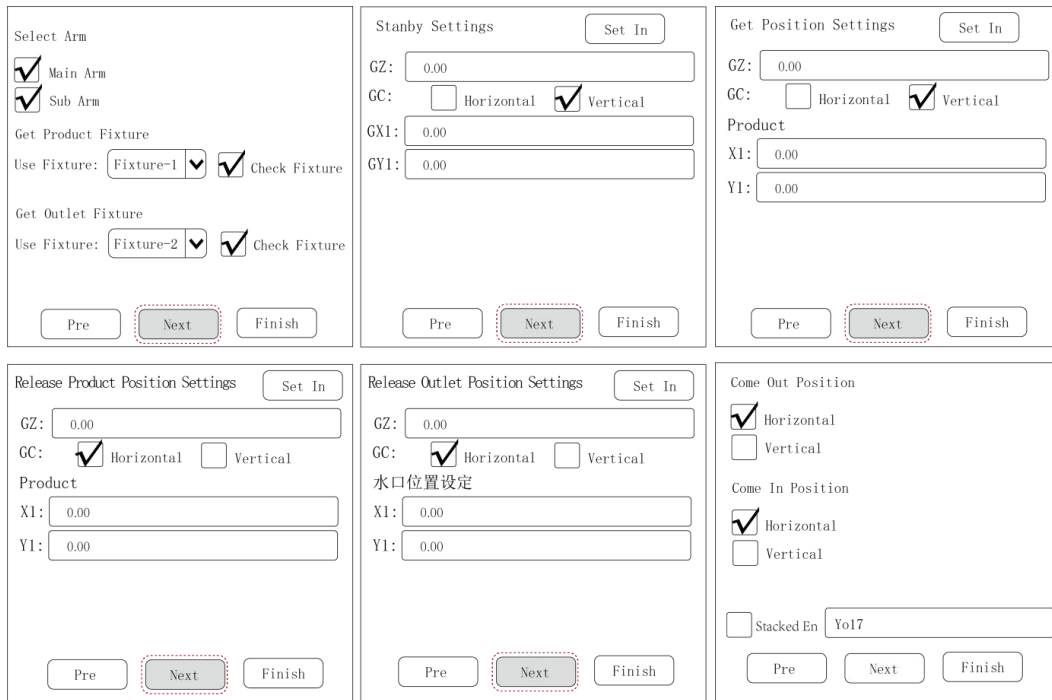 Select Arm
Main Arm
Sub Arm
Get Product Fixture
Use Fixture: Fixture-1 Check Fixture
Get Outlet Fixture
Use Fixture: Fixture-2 Check Fixture
Pre Next Finish
Stanby Settings Set In
GZ: 0.00
GC: Horizontal Vertical
GX1: 0.00
GY1: 0.00
Pre Next Finish
Get Position Settings Set In
GZ: 0.00
GC: Horizontal Vertical
Product
X1: 0.00
Y1: 0.00
Pre Next Finish
Release Product Position Settings Set In
GZ: 0.00
GC: Horizontal Vertical
Product
X1: 0.00
Y1: 0.00
Pre Next Finish
Release Outlet Position Settings Set In
GZ: 0.00
GC: Horizontal Vertical
水口位置设定
X1: 0.00
Y1: 0.00
Pre Next Finish
Come Out Position
Horizontal
Vertical
Come In Position
Horizontal
Vertical
Stacked En Yo17
Pre Next Finish